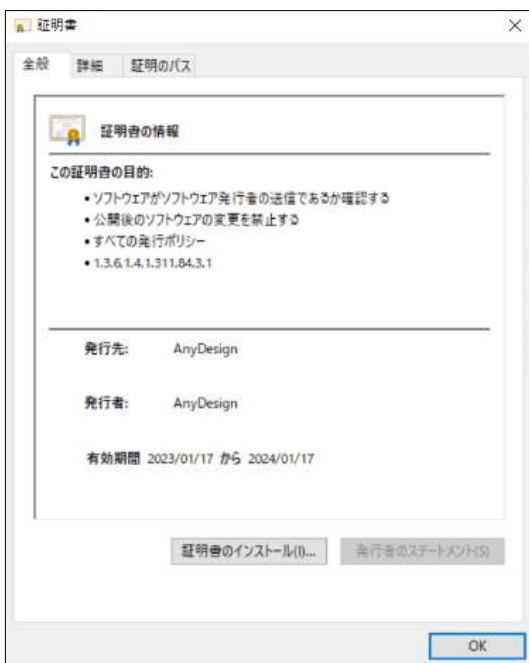 証明書
全般 詳細 証明のパス
証明書の情報
この証明書の目的:
• ソフトウェアがソフトウェア発行者の送信であるか確認する
• 公開後のソフトウェアの変更を禁止する
• すべての発行ポリシー
• 1.3.6.1.4.1.311.84.3.1
発行先: AnyDesign
発行者: AnyDesign
有効期間 2023/01/17 から 2024/01/17
証明書のインストール(I)... 発行者のステートメント(S)
OK